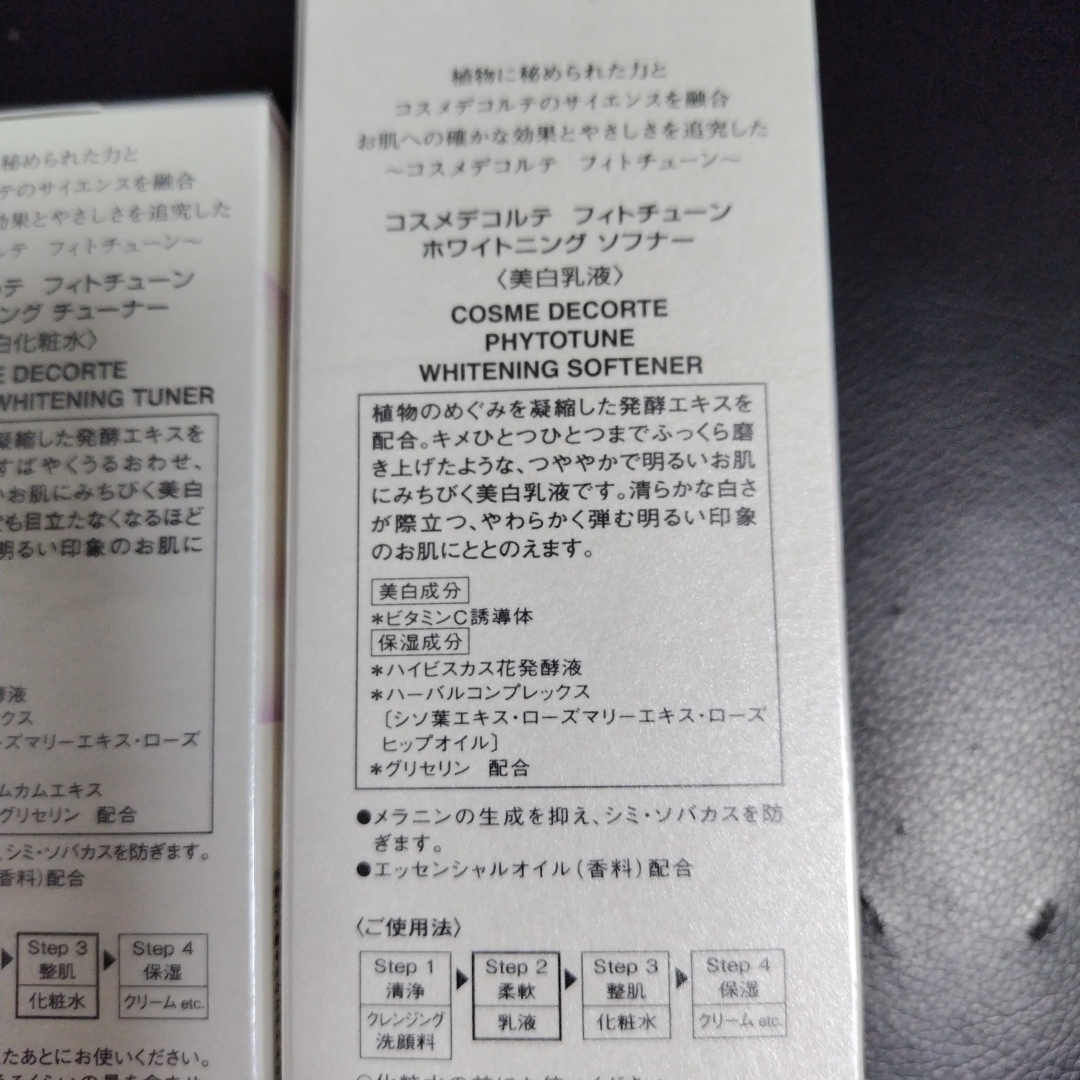 秘められた力と
テのサイエンスを融合
効果とやさしさを追究した
ルテ フィトチューン〜
テ フィトチューン
ング チューナー
白化粧水〉
E DECORTE
WHITENING TUNER
凝縮した発酵エキスを
すばやくうるおわせ、
いお肌にみちびく美白
も目立たなくなるほど
明るい印象のお肌に
酵液
クス
ズマリーエキス・ローズ
ムカムエキス
グリセリン 配合
、シミ・ソバカスを防ぎます。
香料)配合
Step 3
整肌
化粧水
Step 4
保湿
クリーム etc.
たあとにお使いください。
植物に秘められた力と
コスメデコルテのサイエンスを融合
お肌への確かな効果とやさしさを追究した
〜コスメデコルテ フィトチューン〜
コスメデコルテ フィトチューン
ホワイトニング ソフナー
〈美白乳液〉
COSME DECORTE
PHYTOTUNE
WHITENING SOFTENER
植物のめぐみを凝縮した発酵エキスを
配合。キメひとつひとつまでふっくら磨
き上げたような、つややかで明るいお肌
にみちびく美白乳液です。清らかな白さ
が際立つ、やわらかく弾む明るい印象
のお肌にととのえます。
美白成分
*ビタミンC誘導体
保湿成分
*ハイビスカス花発酵液
*ハーバルコンプレックス
〔シソ葉エキス・ローズマリーエキス・ローズ
ヒップオイル〕
*グリセリン 配合
●メラニンの生成を抑え、シミ・ソバカスを防
ぎます。
●エッセンシャルオイル(香料)配合
〈ご使用法〉
Step 1
清浄
クレンジング
洗顔料
Step 2
柔軟
乳液
Step 3
整肌
化粧水
Step 4
保湿
クリーム etc.